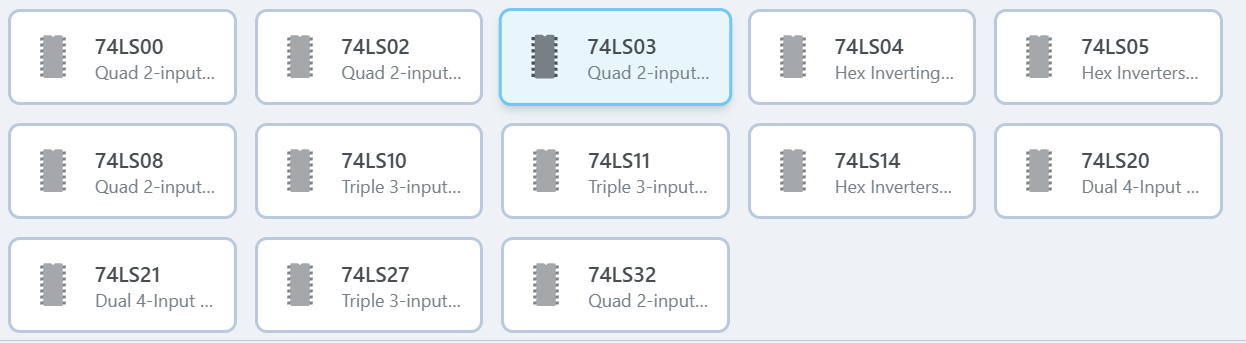 74LS00
Quad 2-input...
74LS02
Quad 2-input...
74LS03
Quad 2-input...
74LS04
Hex Inverting...
74LS05
Hex Inverters...
74LS08
Quad 2-input...
74LS10
Triple 3-input...
74LS11
Triple 3-input...
74LS14
Hex Inverters...
74LS20
Dual 4-Input ...
74LS21
Dual 4-Input ...
74LS27
Triple 3-input...
74LS32
Quad 2-input...